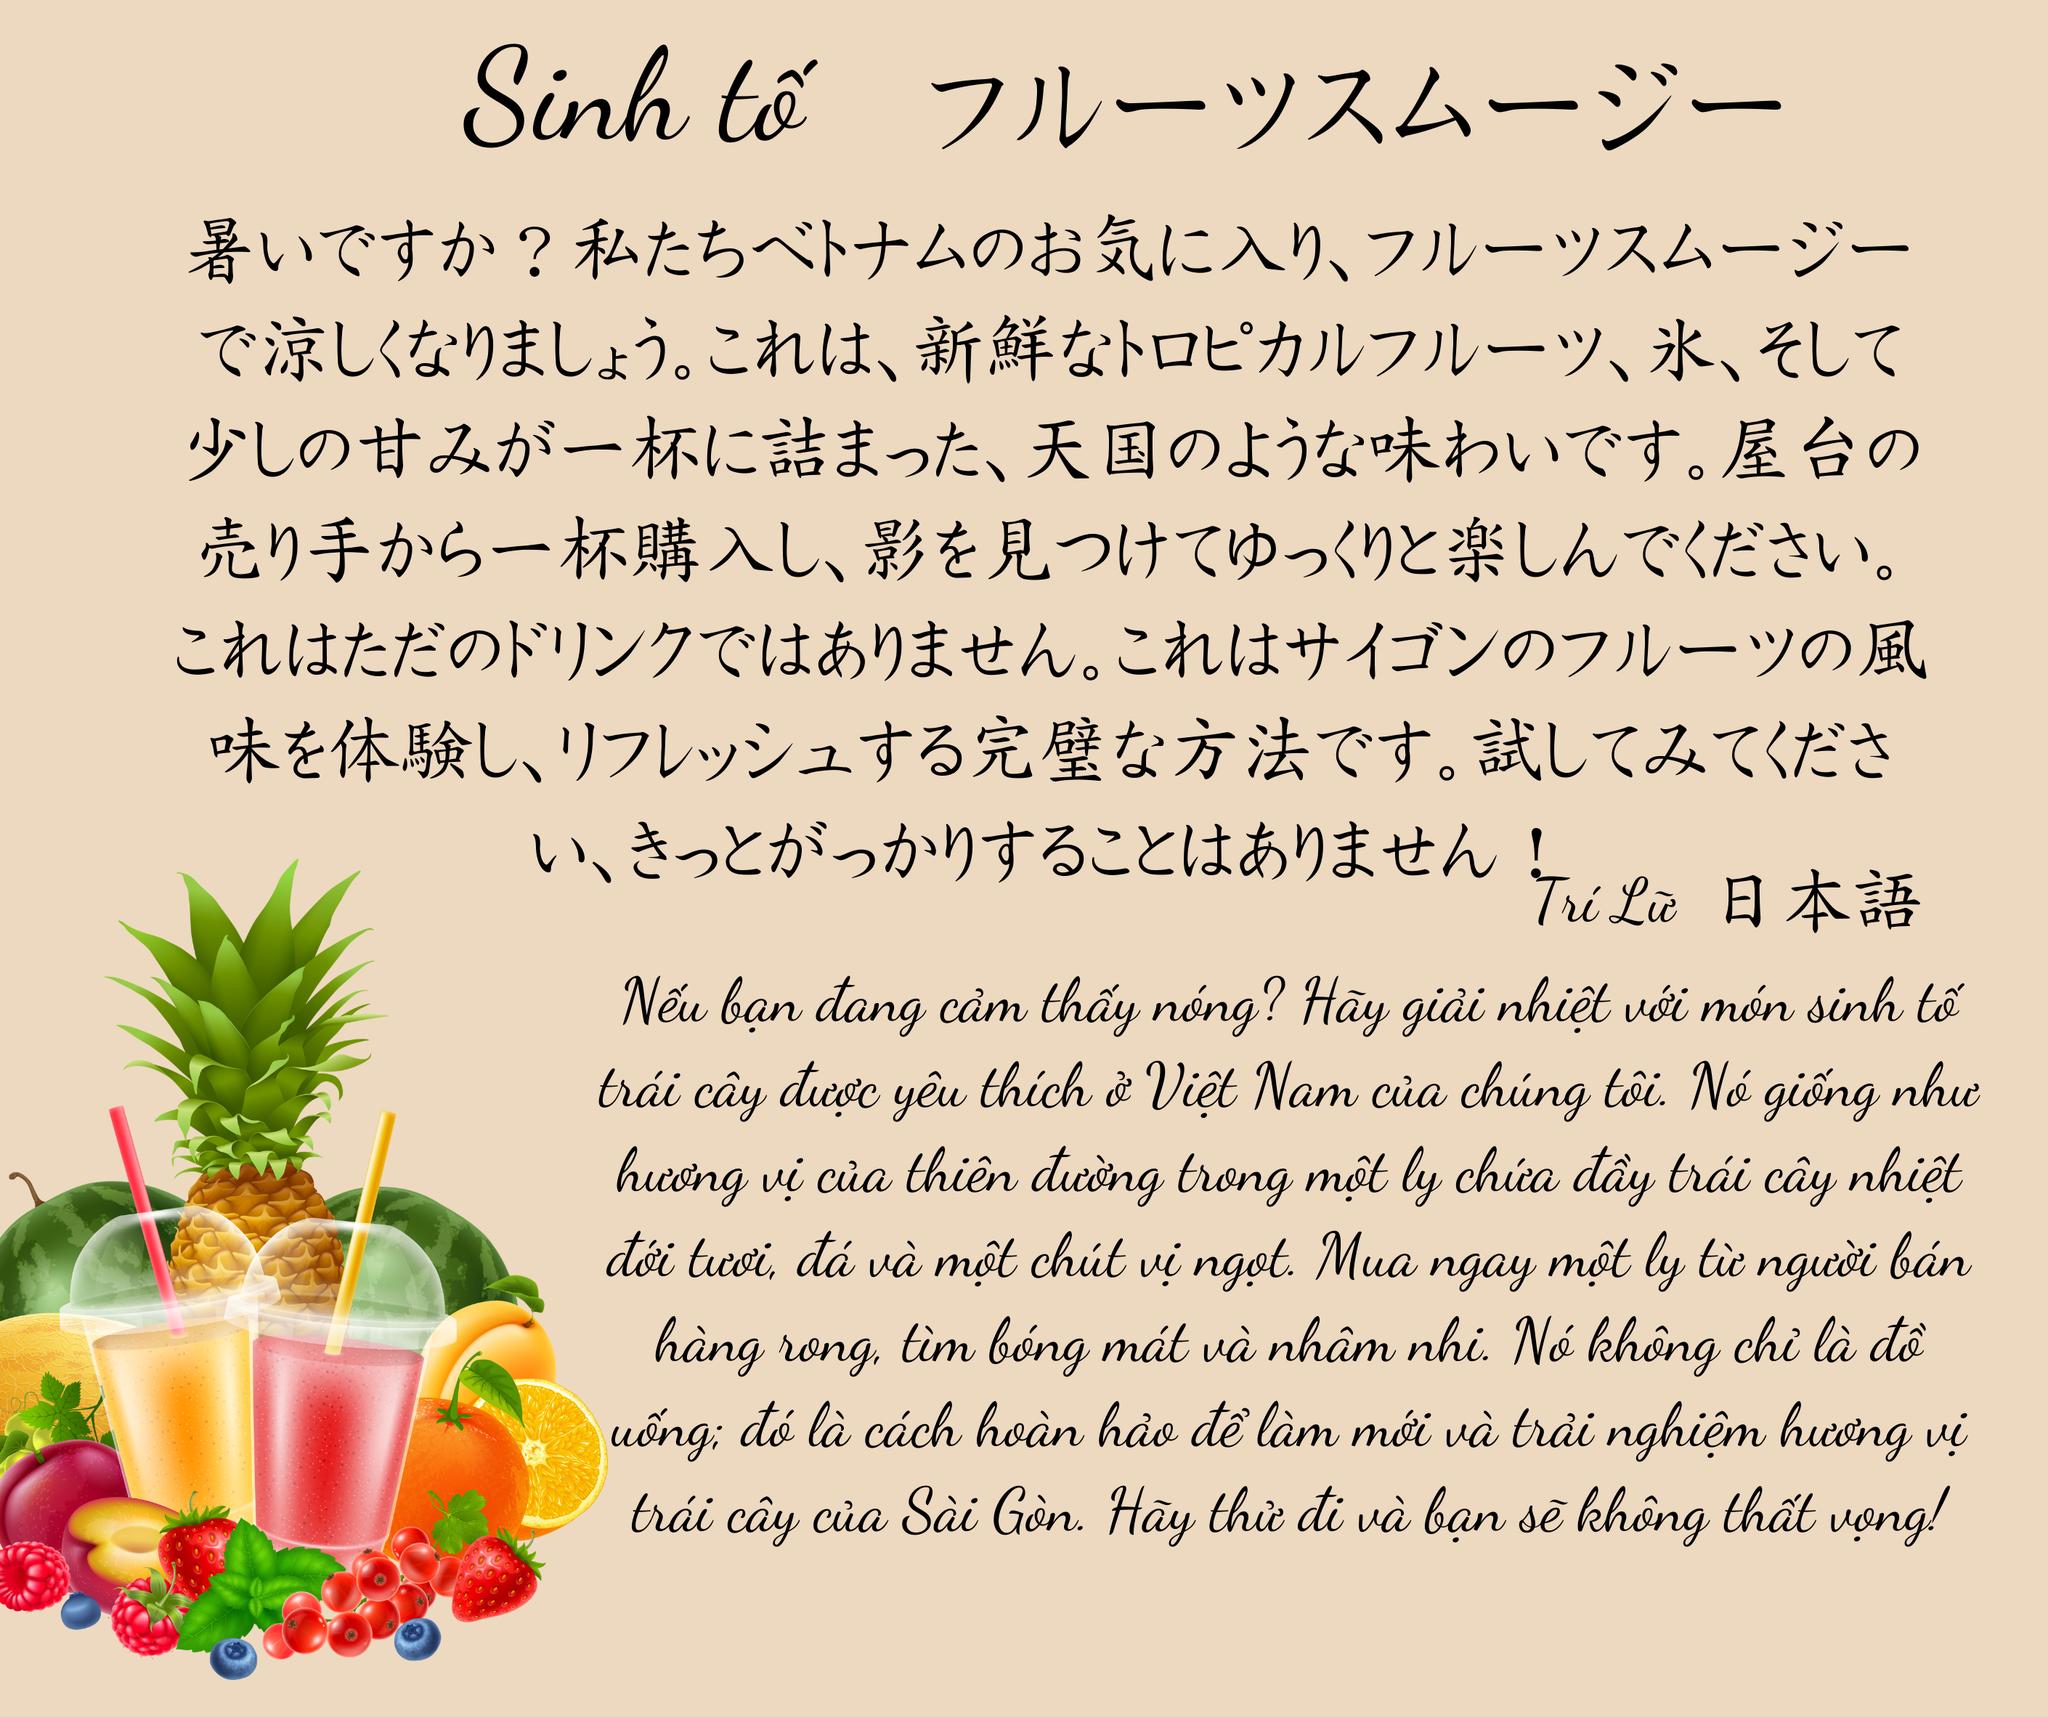 Sinh tố フルーツスムージー
暑いですか？私たちベトナムのお気に入り、フルーツスムージー
で涼しくなりましょう。これは、新鮮なトロピカルフルーツ、氷、そして
少しの甘みが一杯に詰まった、天国のような味わいです。屋台の
売り手から一杯購入し、影を見つけてゆっくりと楽しんでください。
これはただのドリンクではありません。これはサイゴンのフルーツの風
味を体験し、リフレッシュする完璧な方法です。試してみてくださ
い、きっとがっかりすることはありません！
Trí Lữ 日本語
Nếu bạn đang cảm thấy nóng? Hãy giải nhiệt với món sinh tố
trái cây được yêu thích ở Việt Nam của chúng tôi. Nó giống như
hương vị của thiên đường trong một ly chứa đầy trái cây nhiệt
đới tươi, đá và một chút vị ngọt. Mua ngay một ly từ người bán
hàng rong, tìm bóng mát và nhâm nhi. Nó không chỉ là đồ
uống; đó là cách hoàn hảo để làm mới và trải nghiệm hương vị
trái cây của Sài Gòn. Hãy thử đi và bạn sẽ không thất vọng!